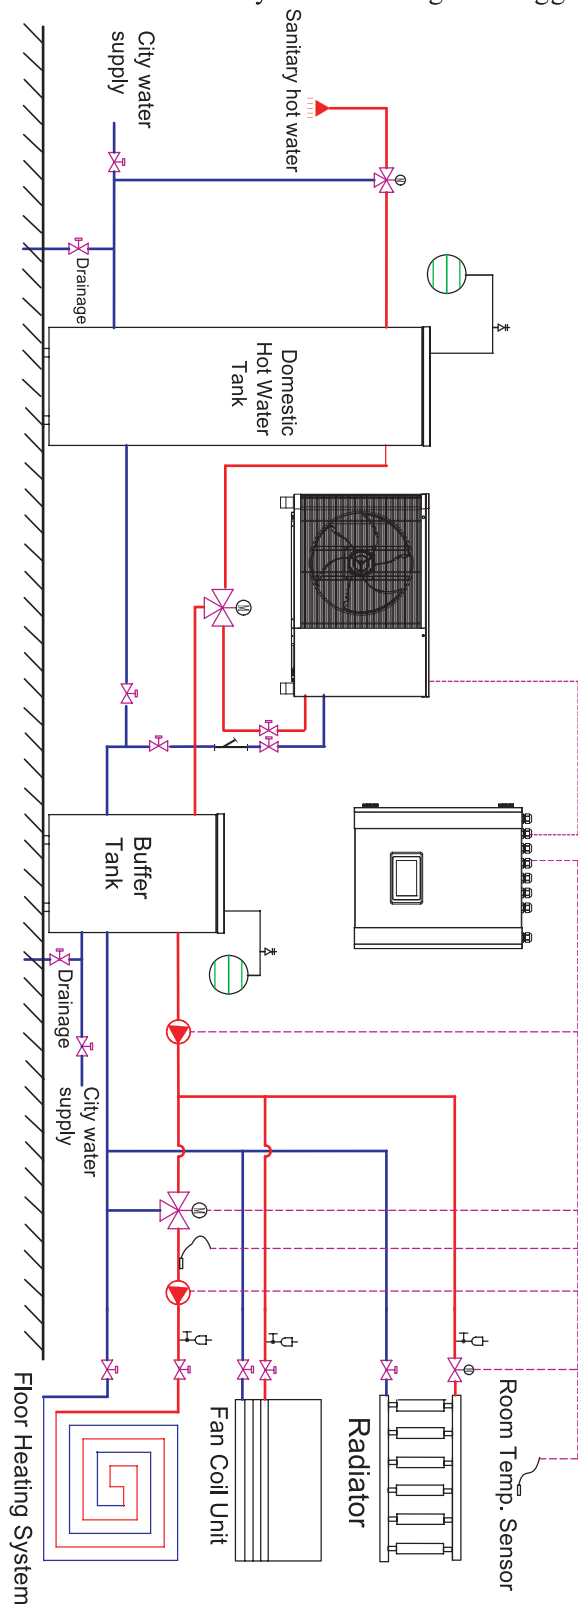 City water
supply
Sanitary hot water
M
Drainage
Domestic
Hot Water
Tank
M
Buffer
Tank
Drainage
City water
supply
M
M
Floor Heating System
Fan Coil Unit
Radiator
Room Temp. Sensor